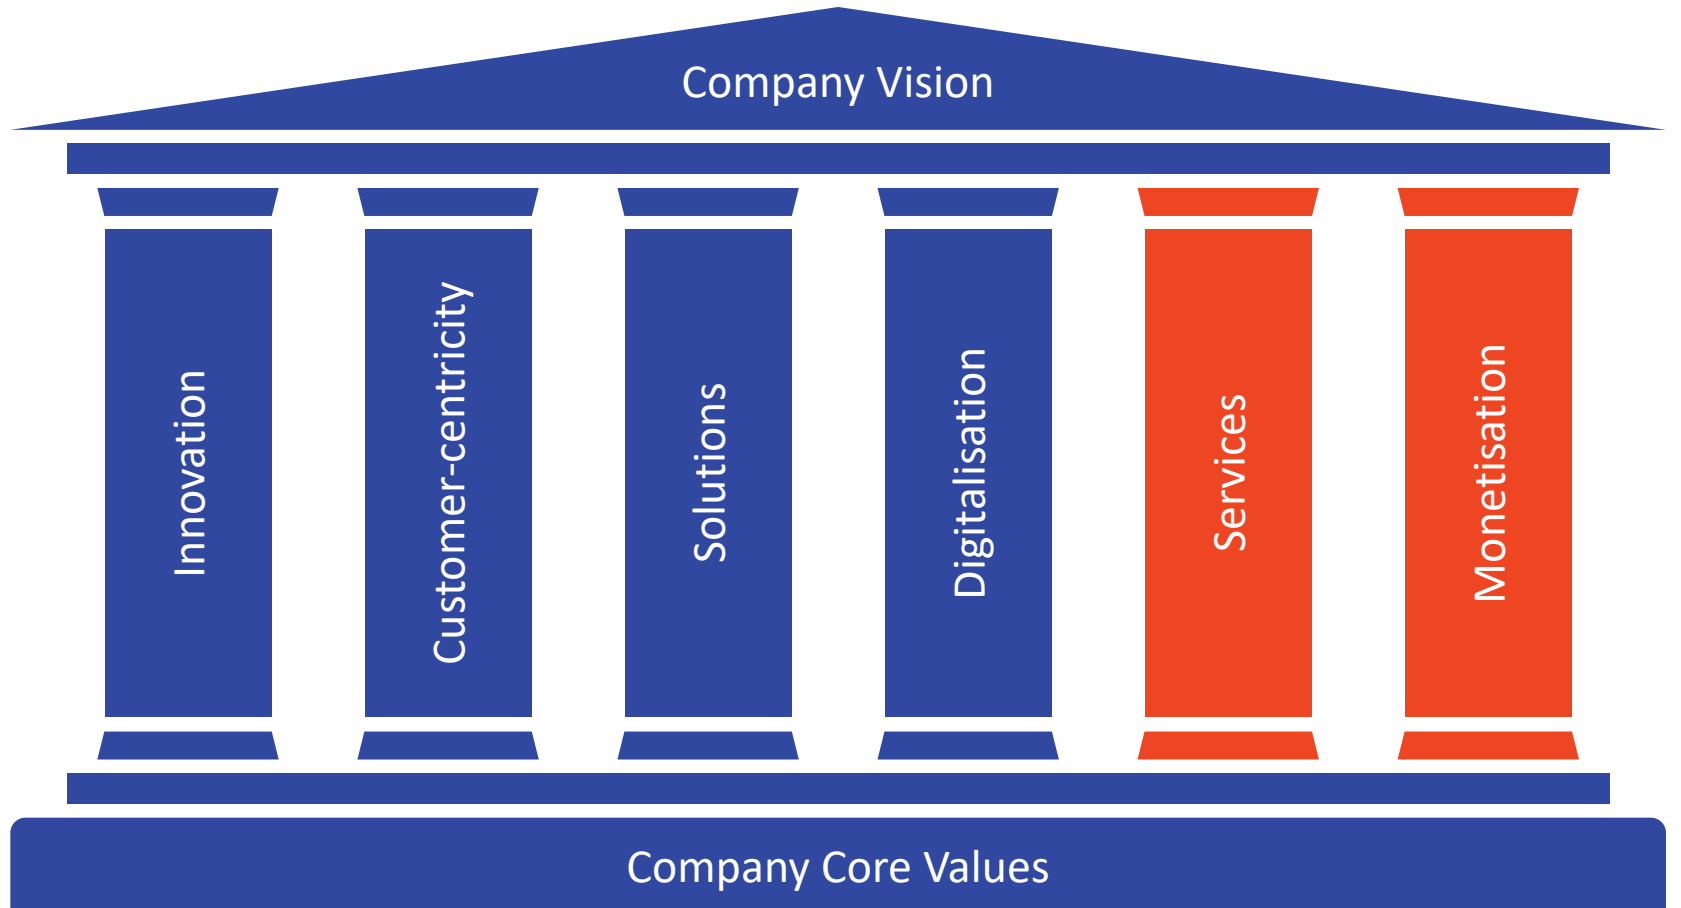 Company Vision
Innovation
Customer-centricity
Solutions
Digitalisation
Services
Monetisation
Company Core Values